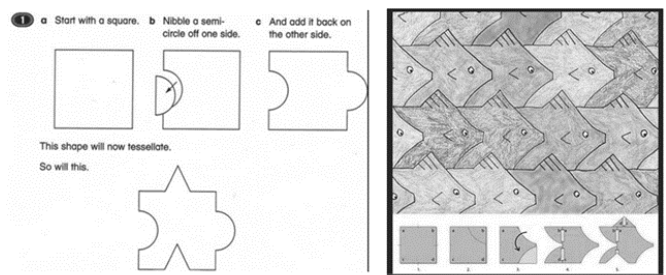 1 a Start with a square.
b Nibble a semi-
circle off one side.
c And add it back on
the other side.
This shape will now tessellate.
So will this.
1. 2. 3. 4. 5.